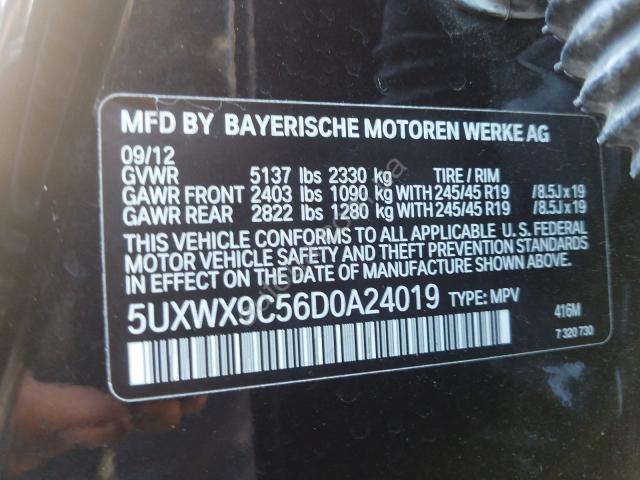 MFD BY BAYERISCHE MOTOREN WERKE AG
09/12
GVWR 5137 lbs 2330 kg TIRE / RIM
GAWR FRONT 2403 lbs 1090 kg WITH 245/45 R19 /8.5J x 19
GAWR REAR 2822 lbs 1280 kg WITH 245/45 R19 /8.5J x 19
THIS VEHICLE CONFORMS TO ALL APPLICABLE U. S. FEDERAL
MOTOR VEHICLE SAFETY AND THEFT PREVENTION STANDARDS
IN EFFECT ON THE DATE OF MANUFACTURE SHOWN ABOVE.
5UXWX9C56D0A24019 TYPE: MPV 416M
7 320 730